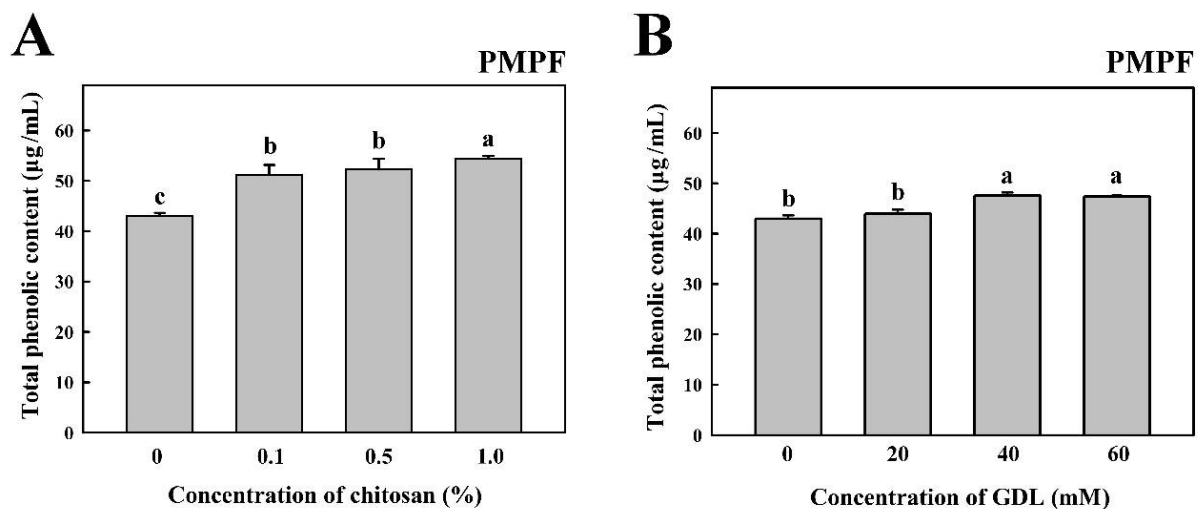 A
PMPF
Total phenolic content (µg/mL)
60
50
40
30
20
10
0
c
b
b
a
0 0.1 0.5 1.0
Concentration of chitosan (%)
B
PMPF
Total phenolic content (µg/mL)
60
50
40
30
20
10
0
b
b
a
a
0 20 40 60
Concentration of GDL (mM)